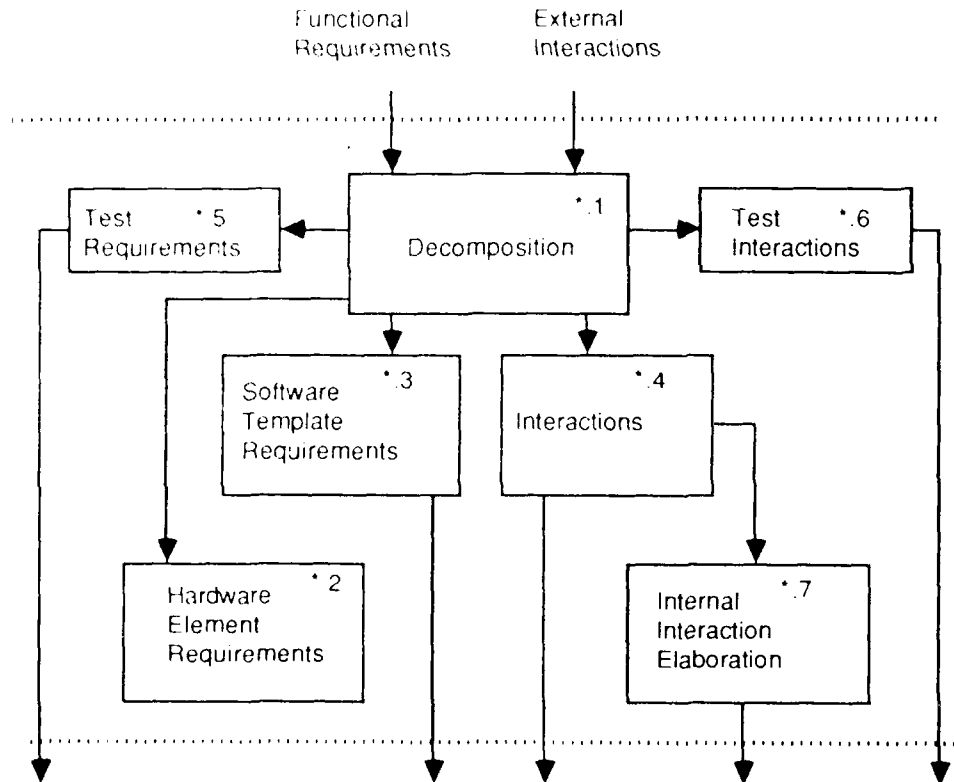 Functional
Requirements
External
Interactions
*.1
Decomposition
Test *.5
Requirements
Test *.6
Interactions
*.3
Software
Template
Requirements
*.4
Interactions
*.2
Hardware
Element
Requirements
*.7
Internal
Interaction
Elaboration